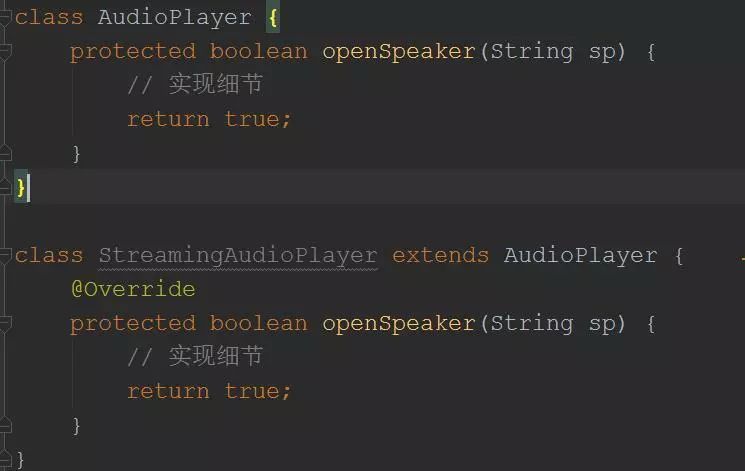 class AudioPlayer {
    protected boolean openSpeaker(String sp) {
        // 实现细节
        return true;
    }
}
class StreamingAudioPlayer extends AudioPlayer {
    @Override
    protected boolean openSpeaker(String sp) {
        // 实现细节
        return true;
    }
}